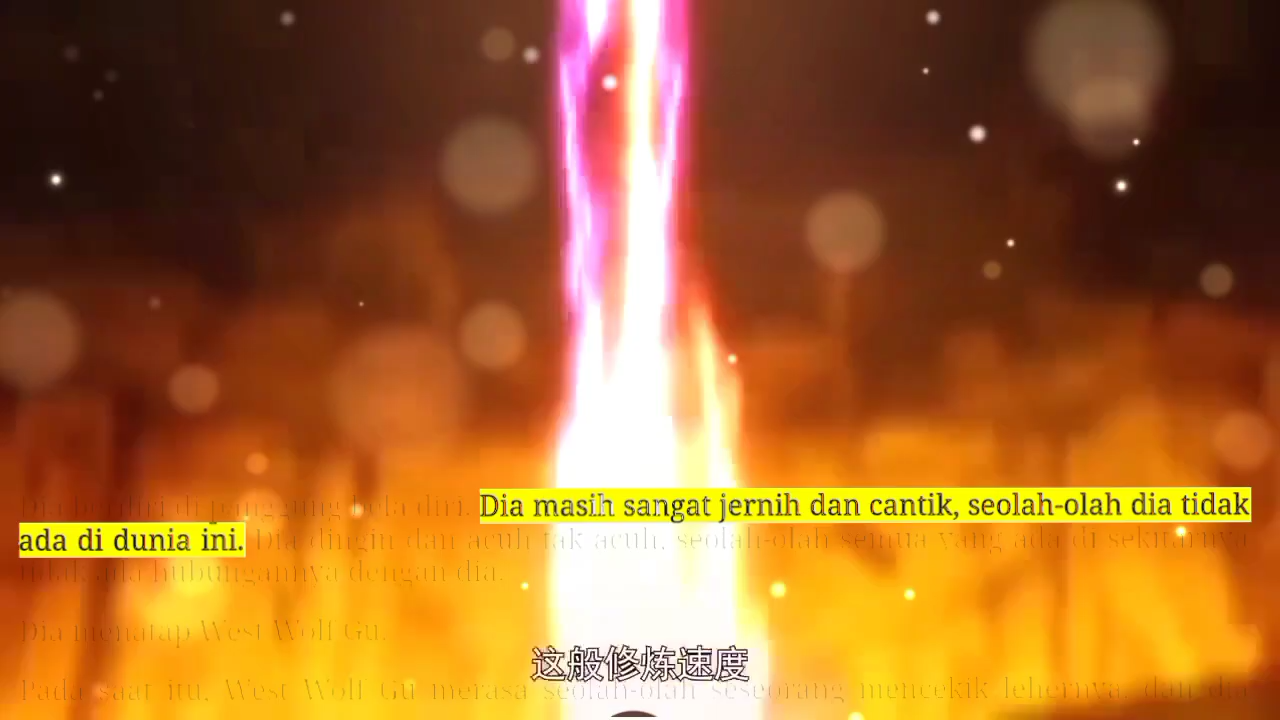 Dia berdiri di panggung bela diri. Dia masih sangat jernih dan cantik, seolah-olah dia tidak
ada di dunia ini. Dia dingin dan acuh tak acuh, seolah-olah semua yang ada di sekitarnya
tidak ada hubungannya dengan dia.
Dia menatap West Wolf Gu.
这般修炼速度
Pada saat itu, West Wolf Gu merasa seolah-olah seseorang mencekik lehernya, dan dia